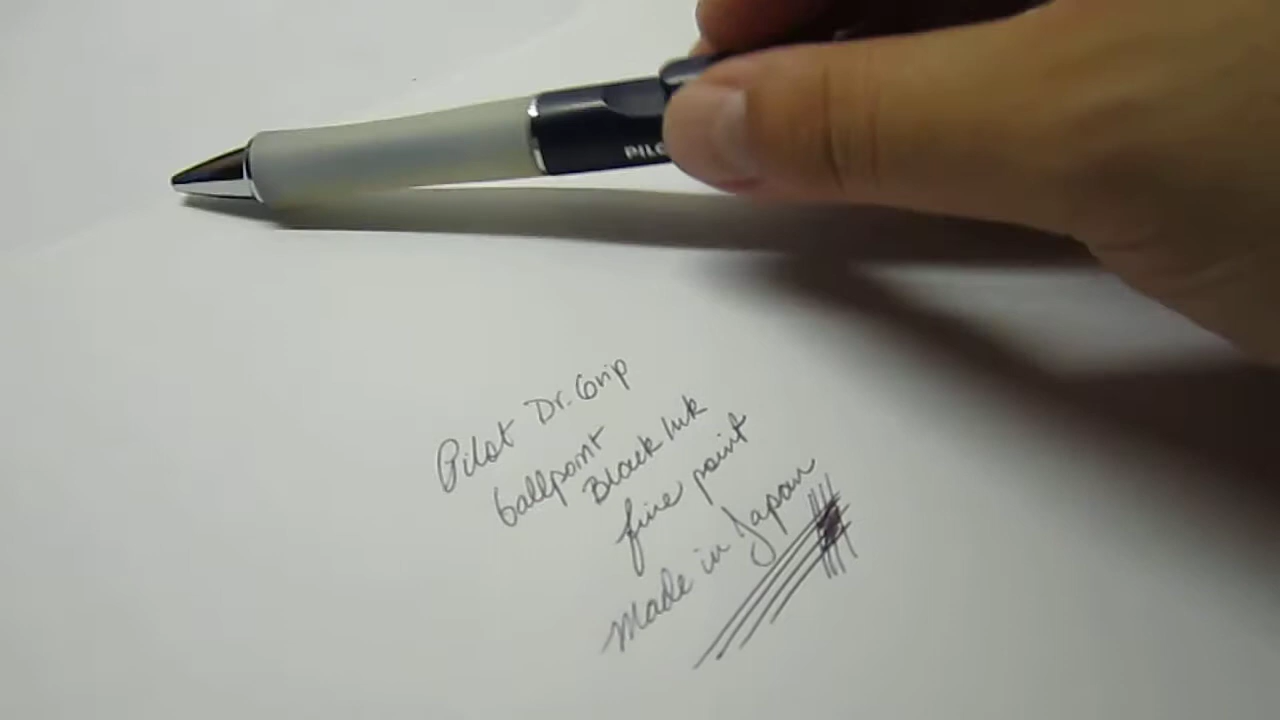 PILO
Pilot Dr. Grip
ballpoint
Black Ink
fine point
Made in Japan